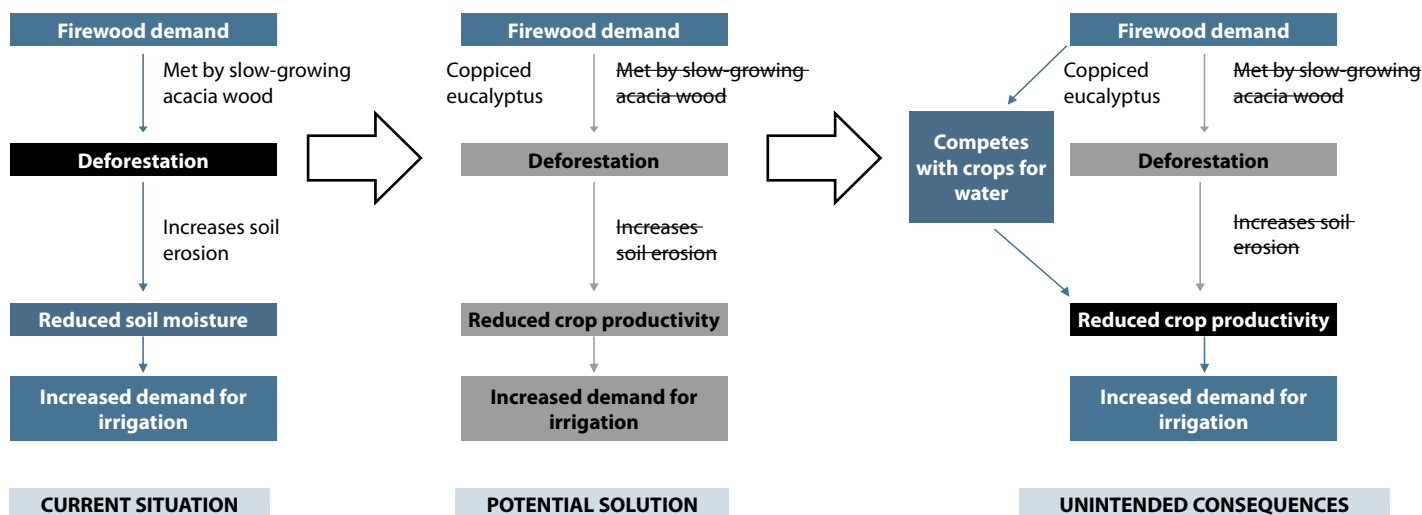 Firewood demand
Met by slow-growing
acacia wood
Deforestation
Increases soil
erosion
Reduced soil moisture
Increased demand for
irrigation
CURRENT SITUATION
Firewood demand
Coppiced
eucalyptus
Met by slow-growing
acacia wood
Deforestation
Increases
soil erosion
Reduced crop productivity
Increased demand for
irrigation
POTENTIAL SOLUTION
Firewood demand
Coppiced
eucalyptus
Met by slow-growing
acacia wood
Competes
with crops for
water
Deforestation
Increases soil
erosion
Reduced crop productivity
Increased demand for
irrigation
UNINTENDED CONSEQUENCES